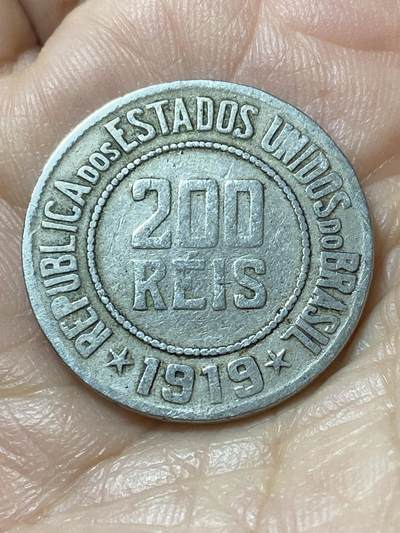 REPUBLICA DOS ESTADOS UNIDOS DO BRASIL
200
REIS
1919